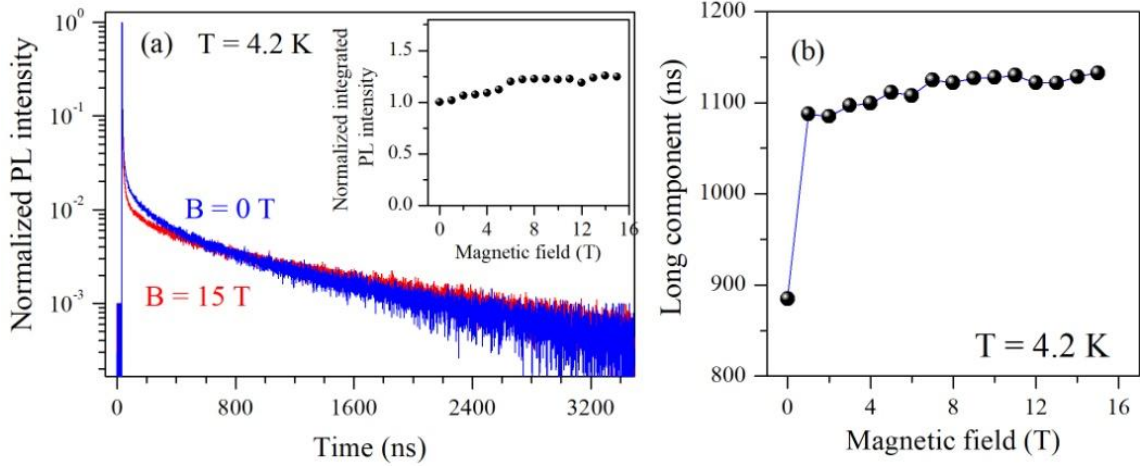 (a) T = 4.2 K
Normalized PL intensity
10⁰
10⁻¹
10⁻²
10⁻³
B = 0 T
B = 15 T
0 800 1600 2400 3200
Time (ns)
Normalized integrated
PL intensity
1.5
1.0
0.5
0.0
0 4 8 12 16
Magnetic field (T)
(b)
Long component (ns)
1200
1100
1000
900
800
T = 4.2 K
0 4 8 12 16
Magnetic field (T)